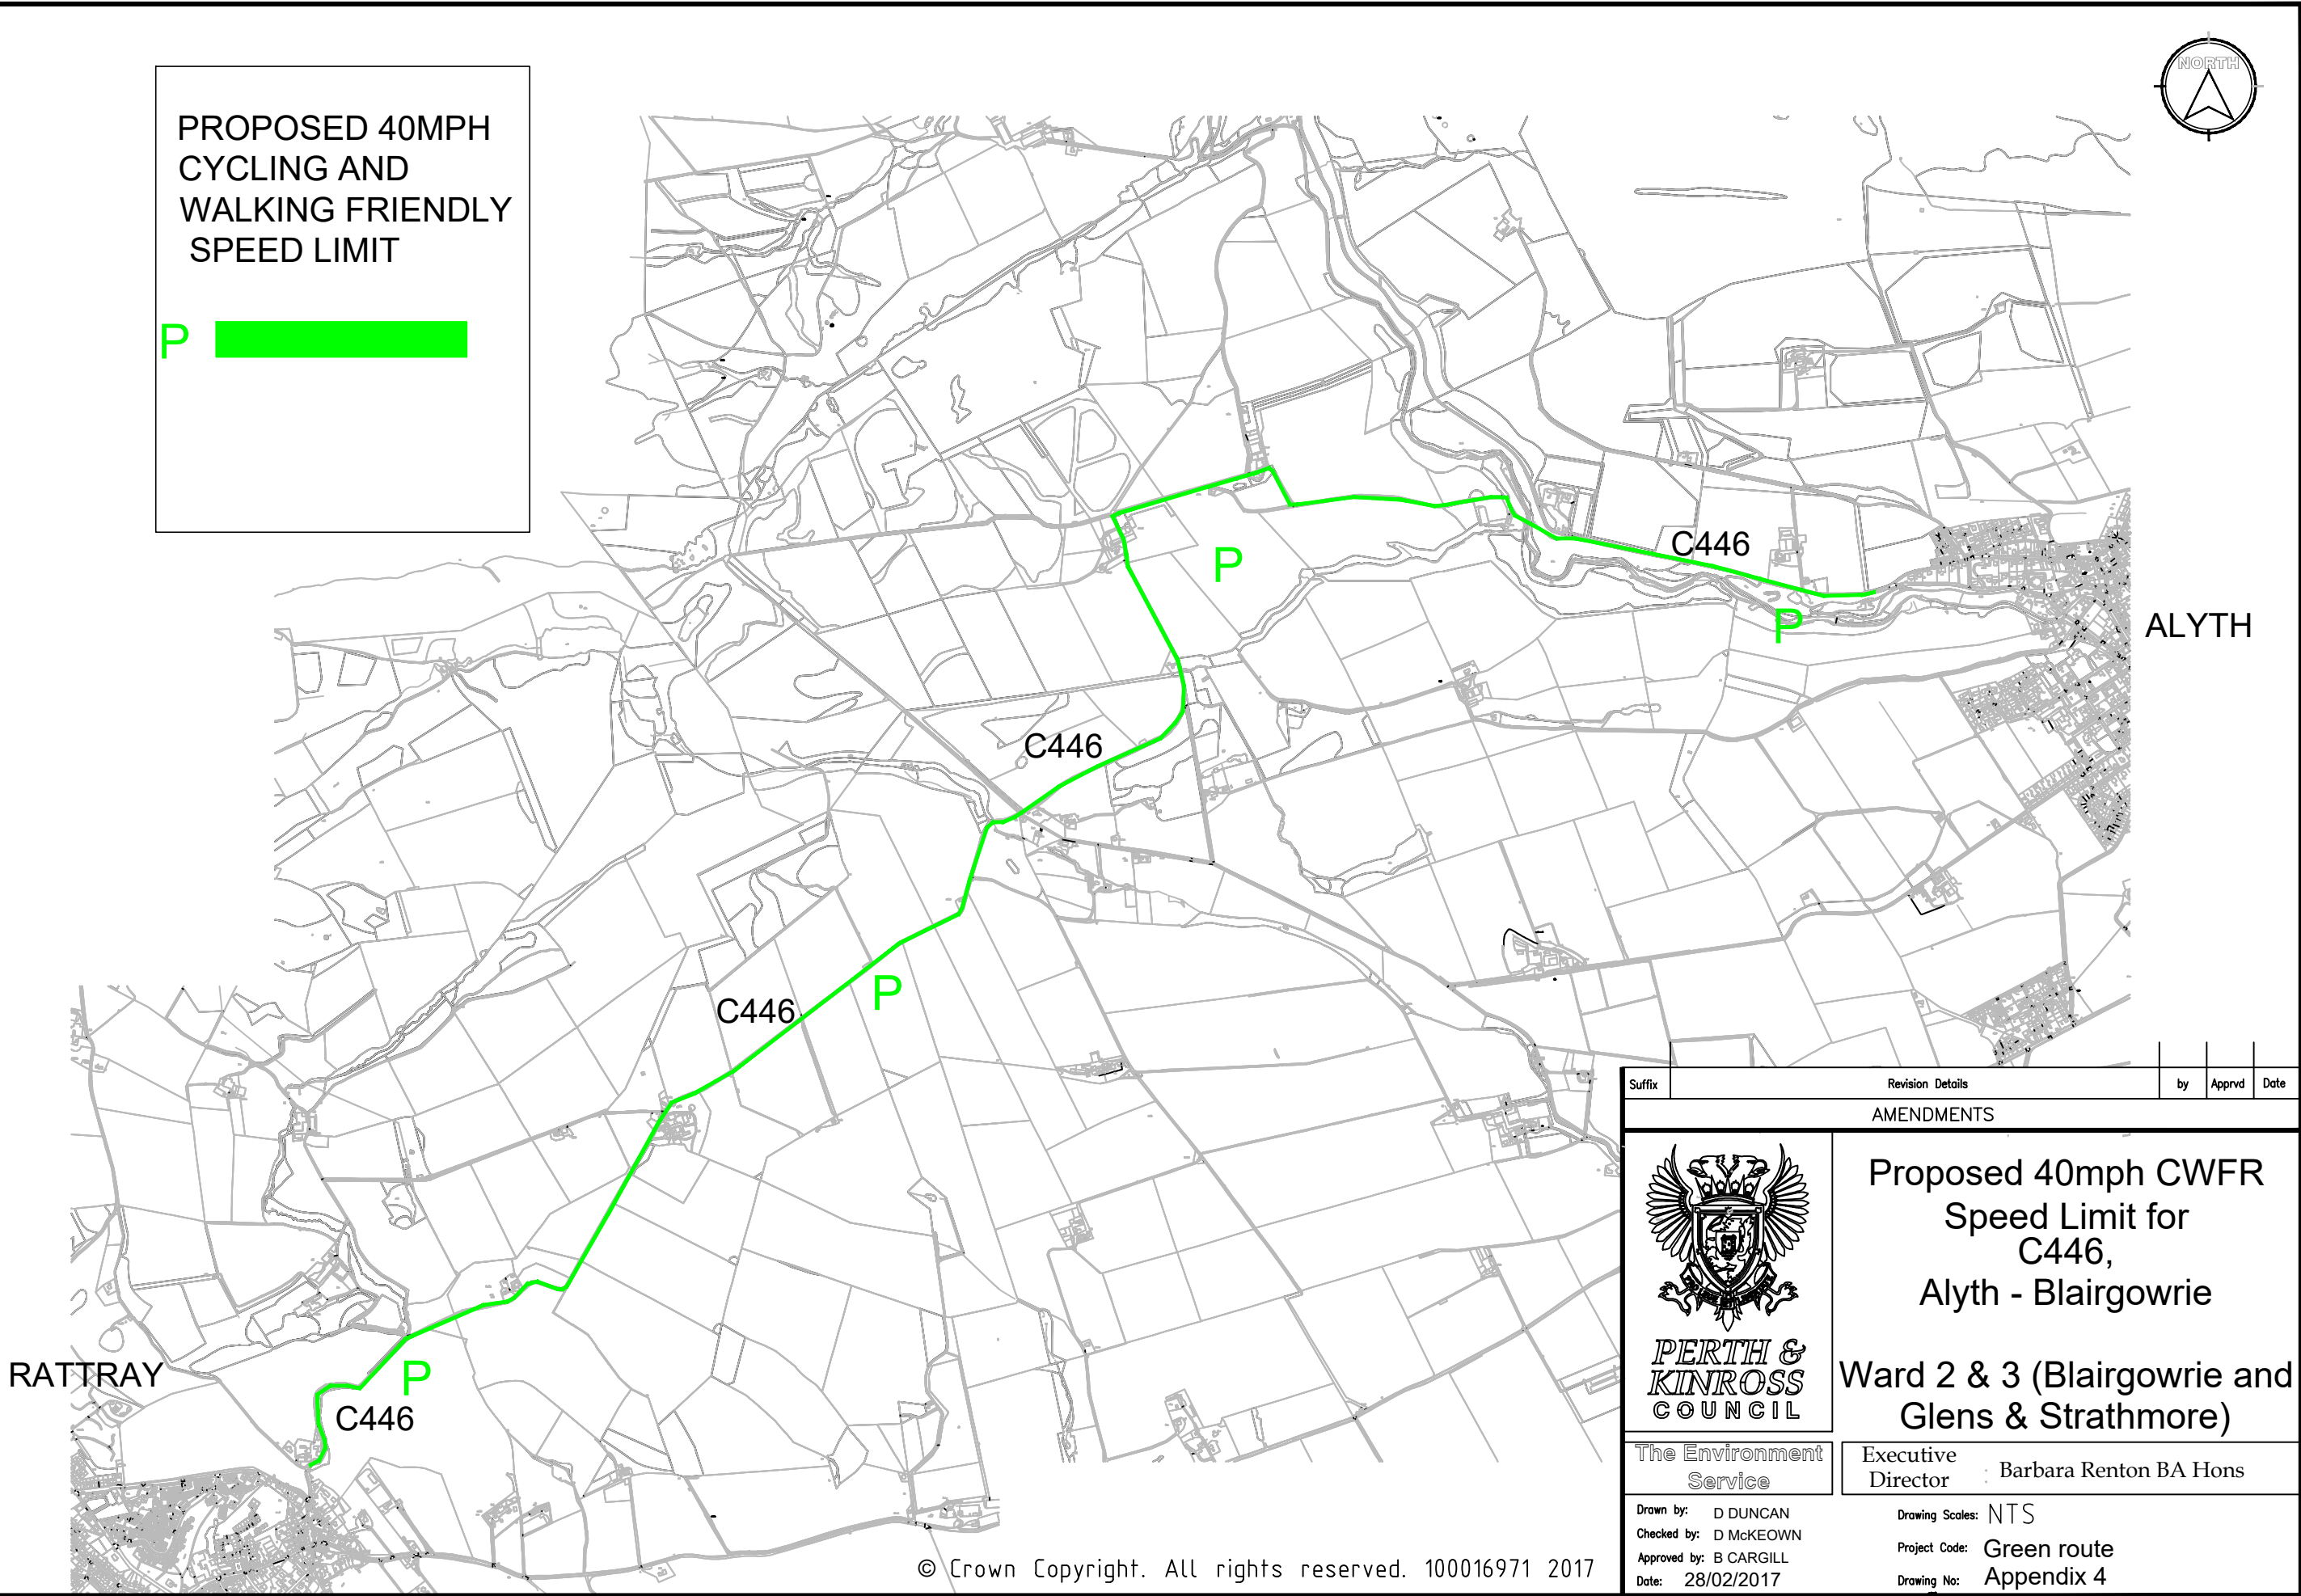 NORTH
PROPOSED 40MPH
CYCLING AND
WALKING FRIENDLY
SPEED LIMIT
P
C446
P
P
ALYTH
C446
P
C446
RATTRAY
P
C446
Suffix Revision Details by Apprvd Date
AMENDMENTS
Proposed 40mph CWFR
Speed Limit for
C446,
Alyth - Blairgowrie
Ward 2 & 3 (Blairgowrie and
Glens & Strathmore)
PERTH &
KINROSS
COUNCIL
The Environment
Service
Executive
Director : Barbara Renton BA Hons
Drawn by: D DUNCAN
Checked by: D McKEOWN
Approved by: B CARGILL
Date: 28/02/2017
Drawing Scales: NTS
Project Code: Green route
Drawing No: Appendix 4
© Crown Copyright. All rights reserved. 100016971 2017